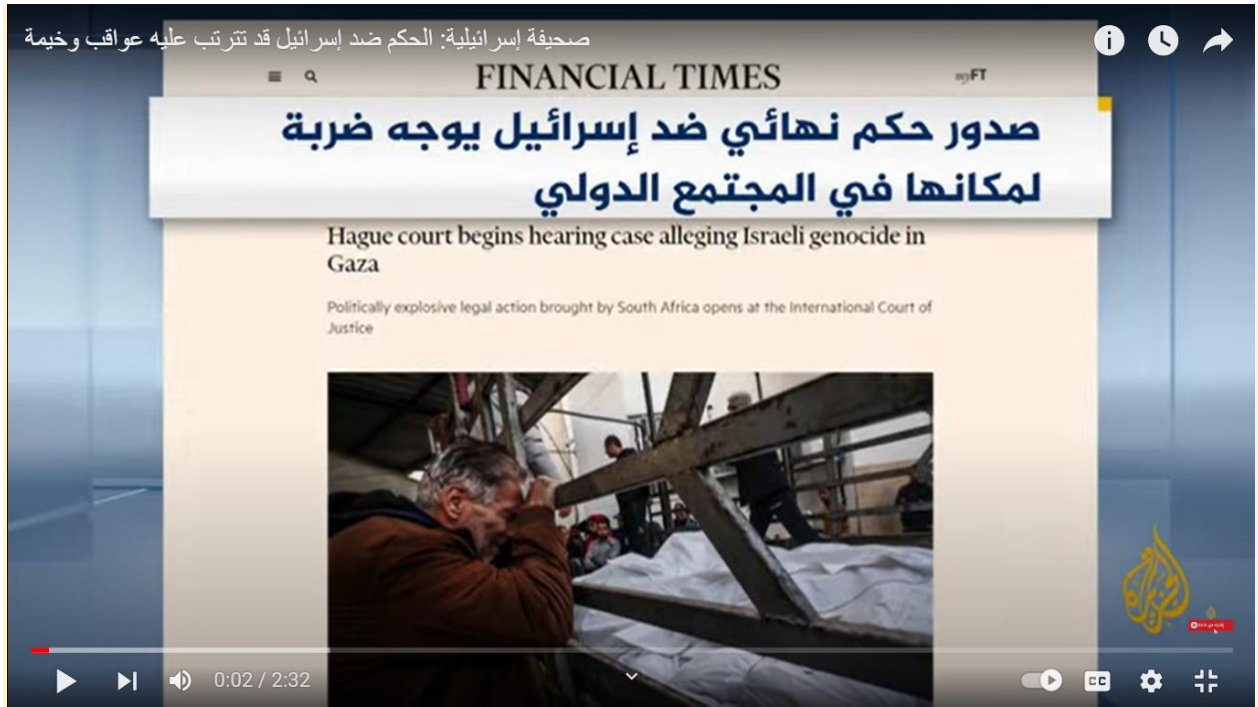 صحيفة إسرائيلية: الحكم ضد إسرائيل قد تترتب عليه عواقب وخيمة
FINANCIAL TIMES
myFT
صدور حكم نهائي ضد إسرائيل يوجه ضربة
لمكانها في المجتمع الدولي
Hague court begins hearing case alleging Israeli genocide in
Gaza
Politically explosive legal action brought by South Africa opens at the International Court of
Justice
الجزيرة
0:02 / 2:32
CC